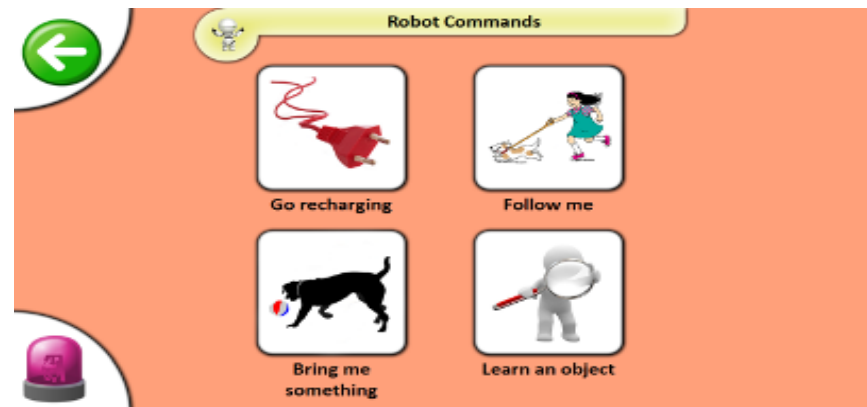 Robot Commands
Go recharging
Follow me
Bring me
something
Learn an object